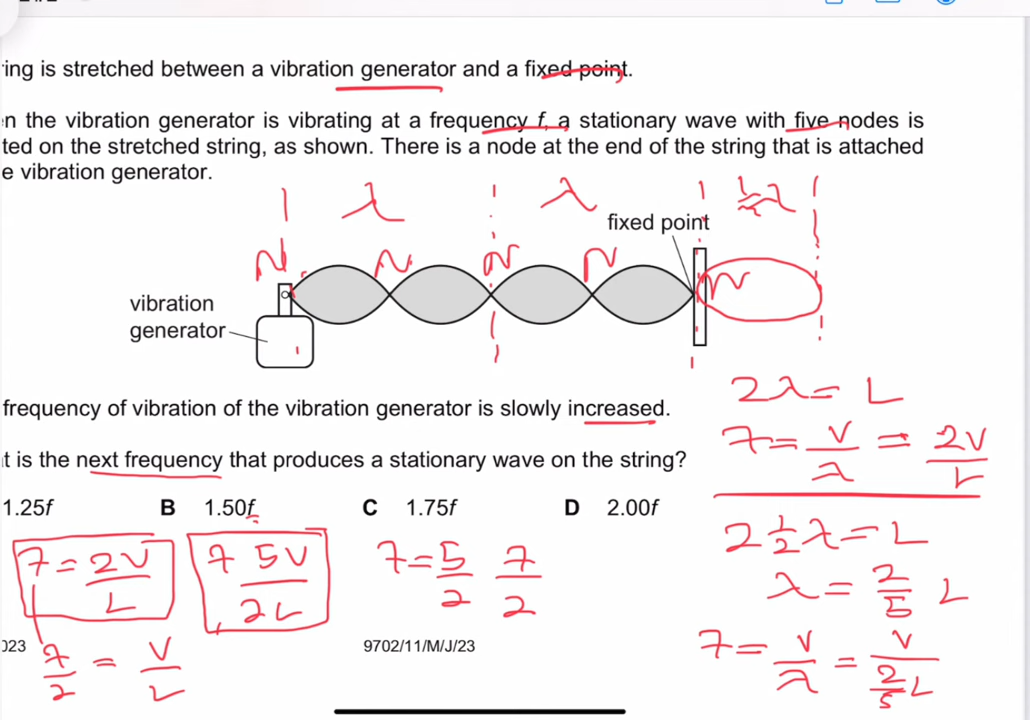 ing is stretched between a vibration generator and a fixed point.
n the vibration generator is vibrating at a frequency f, a stationary wave with five nodes is
ted on the stretched string, as shown. There is a node at the end of the string that is attached
e vibration generator.
λ λ ½λ
fixed point
N N N N N
vibration
generator
frequency of vibration of the vibration generator is slowly increased.
2λ = L
f = v/λ = 2v/L
t is the next frequency that produces a stationary wave on the string?
1.25f B 1.50f C 1.75f D 2.00f
2 ½ λ = L
f = 2v/L f 5v/2L f = 5/2 f/2
λ = 2/5 L
f/2 = v/L
023 9702/11/M/J/23
f = v/λ = v/(2/5 L)